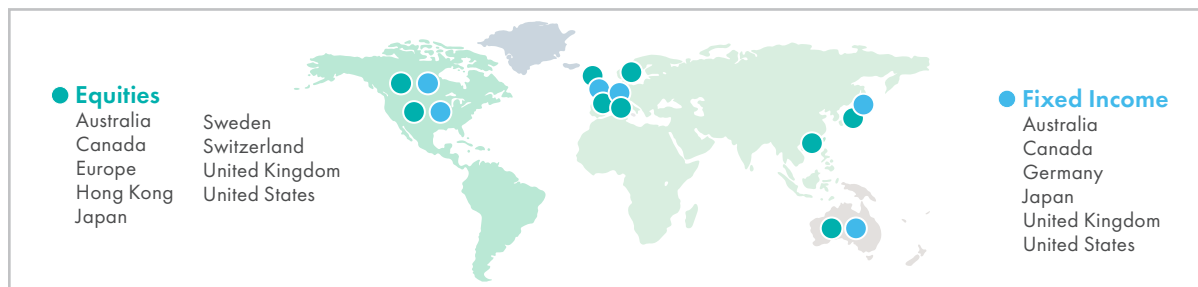 Equities
Australia
Canada
Europe
Hong Kong
Japan
Sweden
Switzerland
United Kingdom
United States
Fixed Income
Australia
Canada
Germany
Japan
United Kingdom
United States